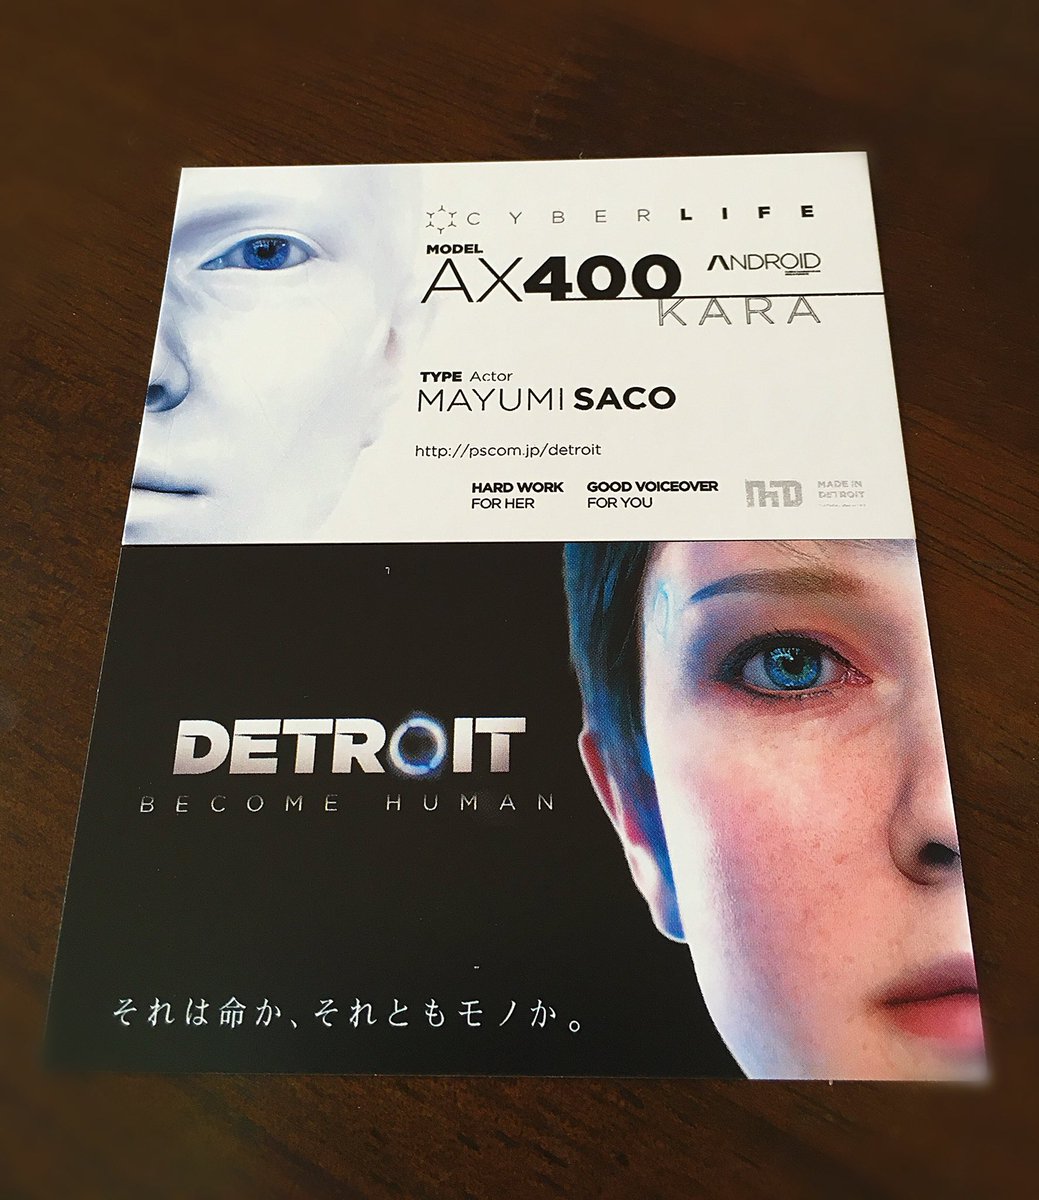 CYBERLIFE
MODEL
AX400
ANDROID
KARA
TYPE Actor
MAYUMI SACO
http://pscom.jp/detroit
HARD WORK
FOR HER
GOOD VOICEOVER
FOR YOU
MADE IN
DETROIT
DETROIT
BECOME HUMAN
それは命か、それともモノか。